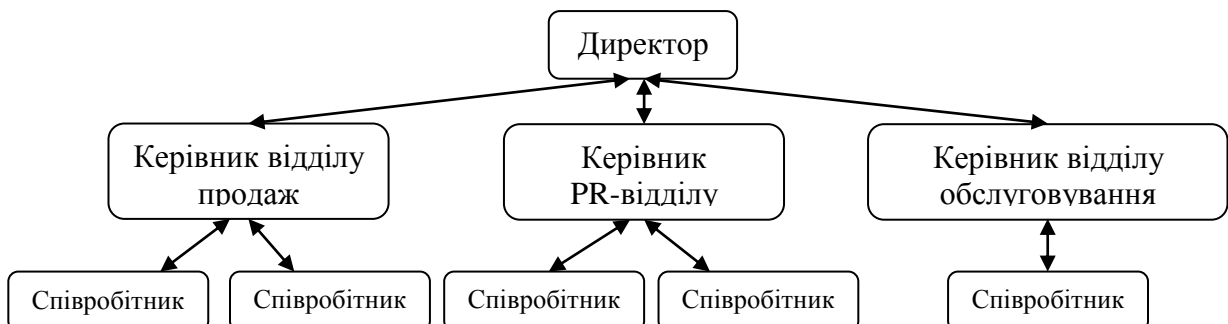 Директор
Керівник відділу
продаж
Керівник
PR-відділу
Керівник відділу
обслуговування
Співробітник
Співробітник
Співробітник
Співробітник
Співробітник